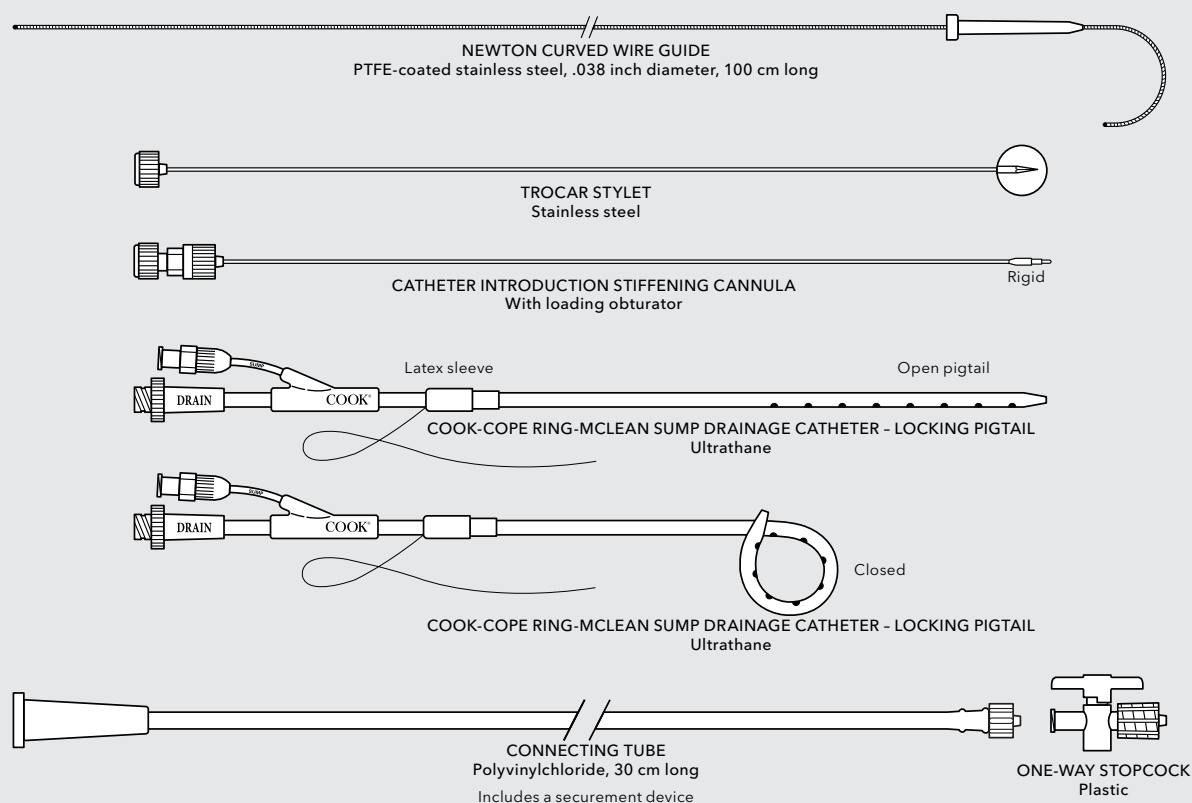 NEWTON CURVED WIRE GUIDE
PTFE-coated stainless steel, .038 inch diameter, 100 cm long
TROCAR STYLET
Stainless steel
Rigid
CATHETER INTRODUCTION STIFFENING CANNULA
With loading obturator
SUMP
Latex sleeve
Open pigtail
DRAIN
COOK®
COOK-COPE RING-MCLEAN SUMP DRAINAGE CATHETER – LOCKING PIGTAIL
Ultrathane
SUMP
DRAIN
COOK®
Closed
COOK-COPE RING-MCLEAN SUMP DRAINAGE CATHETER – LOCKING PIGTAIL
Ultrathane
CONNECTING TUBE
Polyvinylchloride, 30 cm long
Includes a securement device
ONE-WAY STOPCOCK
Plastic